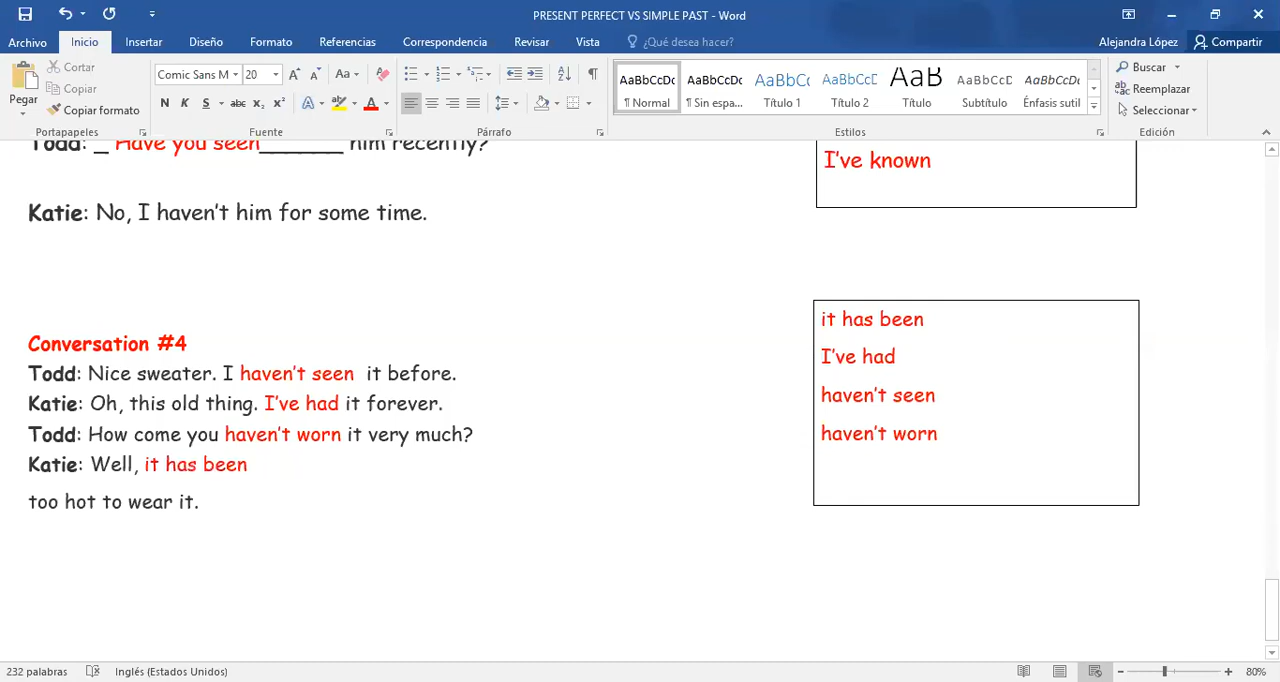 PRESENT PERFECT VS SIMPLE PAST - Word
Archivo Inicio Insertar Diseño Formato Referencias Correspondencia Revisar Vista ¿Qué desea hacer? Alejandra López Compartir
Pegar
Cortar
Copiar
Copiar formato
Portapapeles
Comic Sans M 20
Aa
N K S abc x₂ x²
A A
Fuente
Párrafo
AaBbCcDc AaBbCcDc AaBbCc AaBbCcD AaB AaBbCcD AaBbCcDc
¶ Normal ¶ Sin espa... Título 1 Título 2 Título Subtítulo Énfasis sutil
Estilos
Buscar
Reemplazar
Seleccionar
Edición
Todd: _ Have you seen______ him recently?
Katie: No, I haven't him for some time.
I've known
Conversation #4
Todd: Nice sweater. I haven't seen it before.
Katie: Oh, this old thing. I've had it forever.
Todd: How come you haven't worn it very much?
Katie: Well, it has been
too hot to wear it.
it has been
I've had
haven't seen
haven't worn
232 palabras Inglés (Estados Unidos) 80%